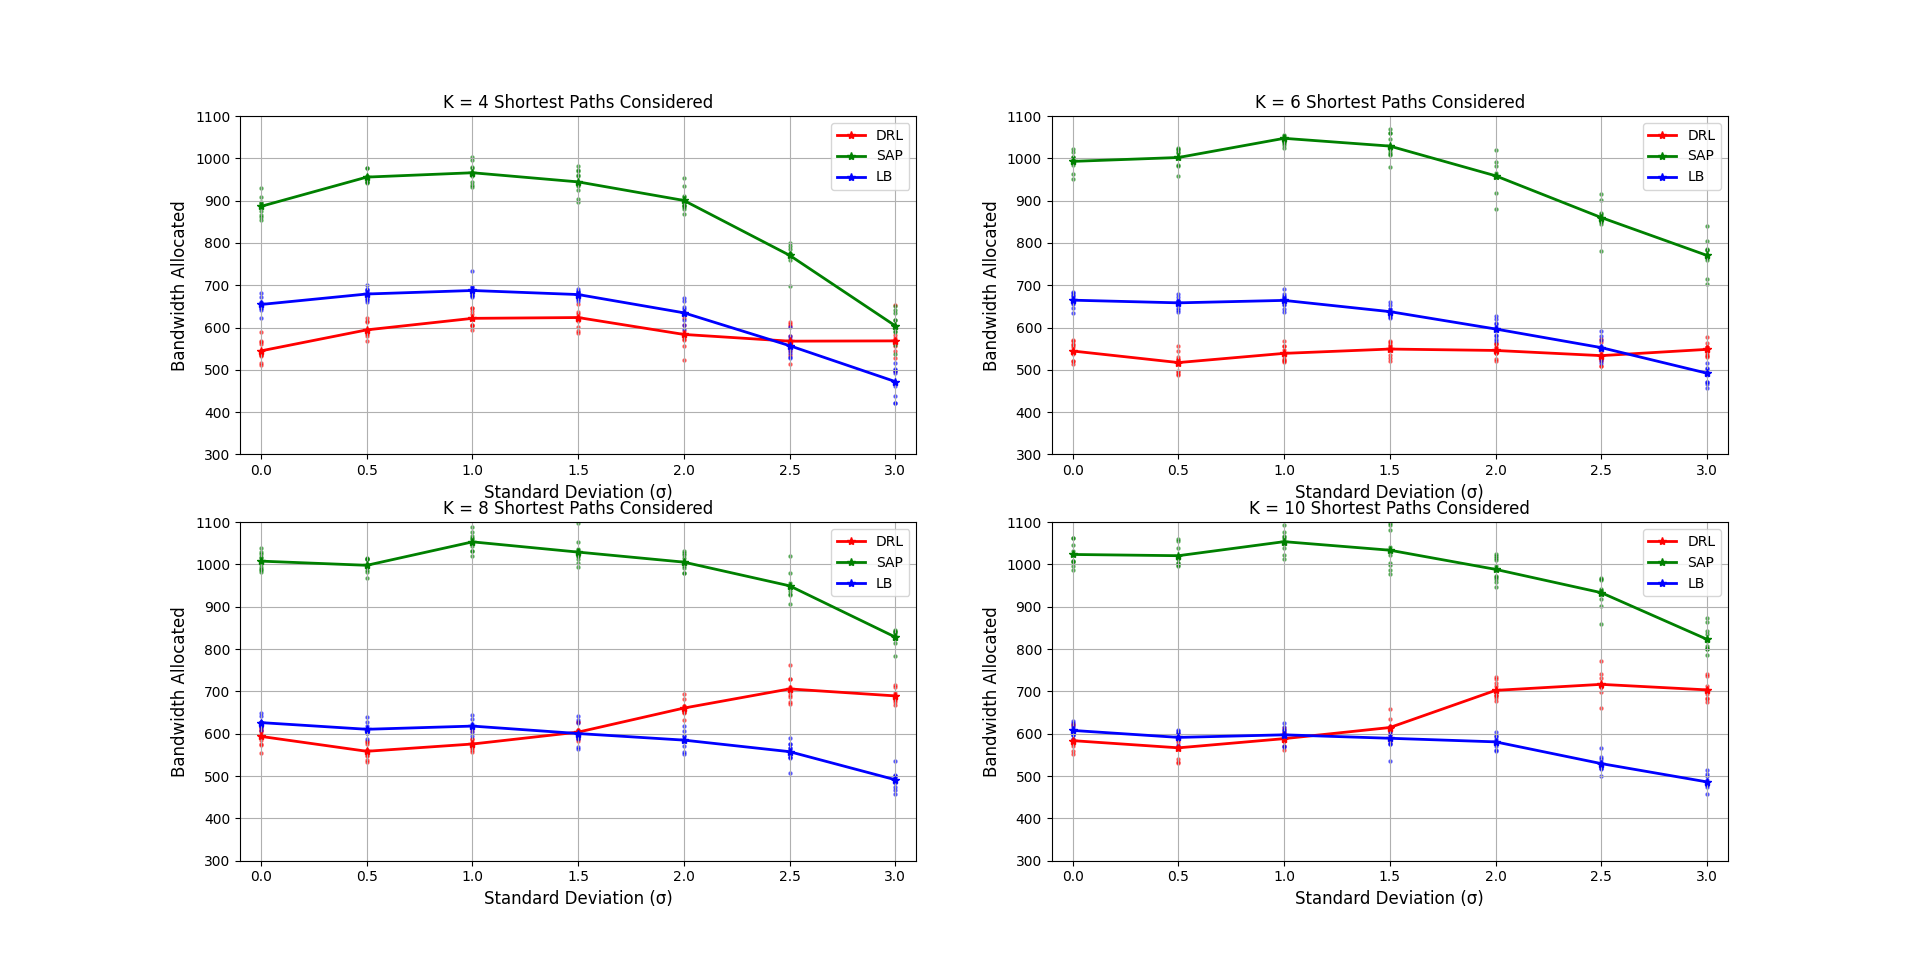 K = 4 Shortest Paths Considered
1100
1000
900
800
700
600
500
400
300
Bandwidth Allocated
DRL
SAP
LB
0.0 0.5 1.0 1.5 2.0 2.5 3.0
Standard Deviation (σ)
K = 6 Shortest Paths Considered
1100
1000
900
800
700
600
500
400
300
Bandwidth Allocated
DRL
SAP
LB
0.0 0.5 1.0 1.5 2.0 2.5 3.0
Standard Deviation (σ)
K = 8 Shortest Paths Considered
1100
1000
900
800
700
600
500
400
300
Bandwidth Allocated
DRL
SAP
LB
0.0 0.5 1.0 1.5 2.0 2.5 3.0
Standard Deviation (σ)
K = 10 Shortest Paths Considered
1100
1000
900
800
700
600
500
400
300
Bandwidth Allocated
DRL
SAP
LB
0.0 0.5 1.0 1.5 2.0 2.5 3.0
Standard Deviation (σ)